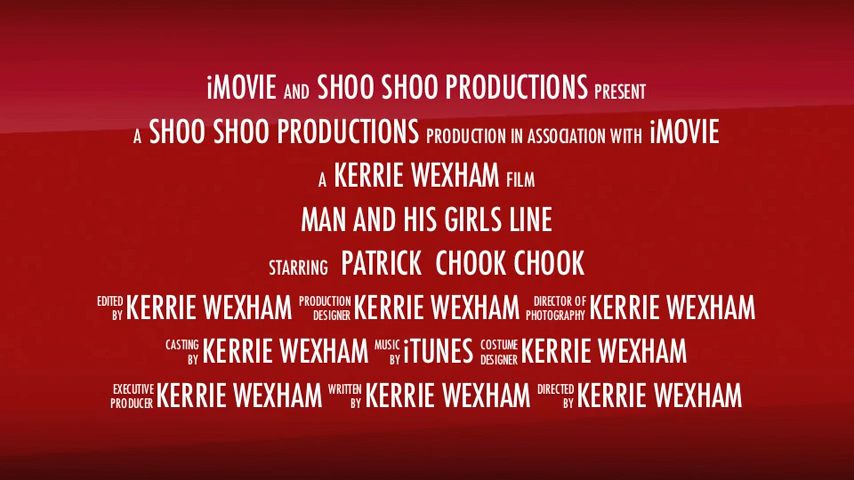 iMOVIE AND SHOO SHOO PRODUCTIONS PRESENT
A SHOO SHOO PRODUCTIONS PRODUCTION IN ASSOCIATION WITH iMOVIE
A KERRIE WEXHAM FILM
MAN AND HIS GIRLS LINE
STARRING PATRICK CHOOK CHOOK
EDITED BY KERRIE WEXHAM PRODUCTION DESIGNER KERRIE WEXHAM DIRECTOR OF PHOTOGRAPHY KERRIE WEXHAM
CASTING BY KERRIE WEXHAM MUSIC BY iTUNES COSTUME DESIGNER KERRIE WEXHAM
EXECUTIVE PRODUCER KERRIE WEXHAM WRITTEN BY KERRIE WEXHAM DIRECTED BY KERRIE WEXHAM